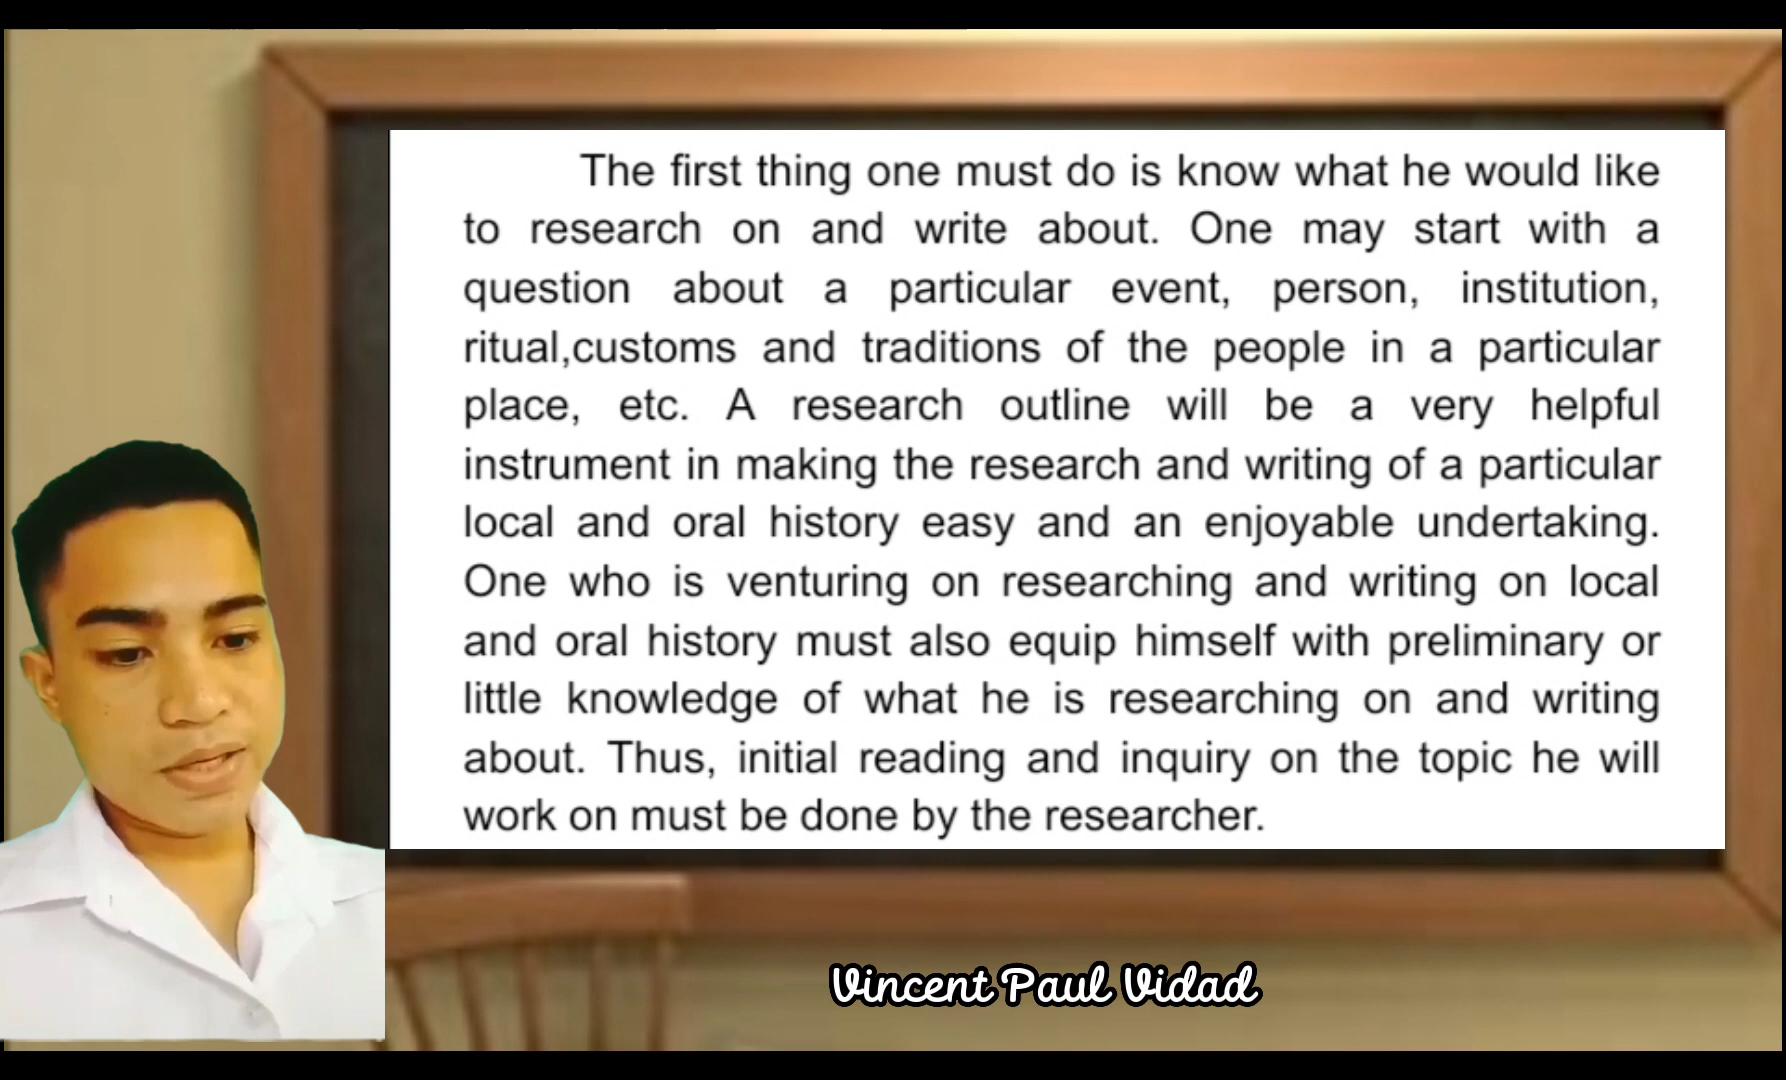 The first thing one must do is know what he would like
to research on and write about. One may start with a
question about a particular event, person, institution,
ritual,customs and traditions of the people in a particular
place, etc. A research outline will be a very helpful
instrument in making the research and writing of a particular
local and oral history easy and an enjoyable undertaking.
One who is venturing on researching and writing on local
and oral history must also equip himself with preliminary or
little knowledge of what he is researching on and writing
about. Thus, initial reading and inquiry on the topic he will
work on must be done by the researcher.
Vincent Paul Vidad